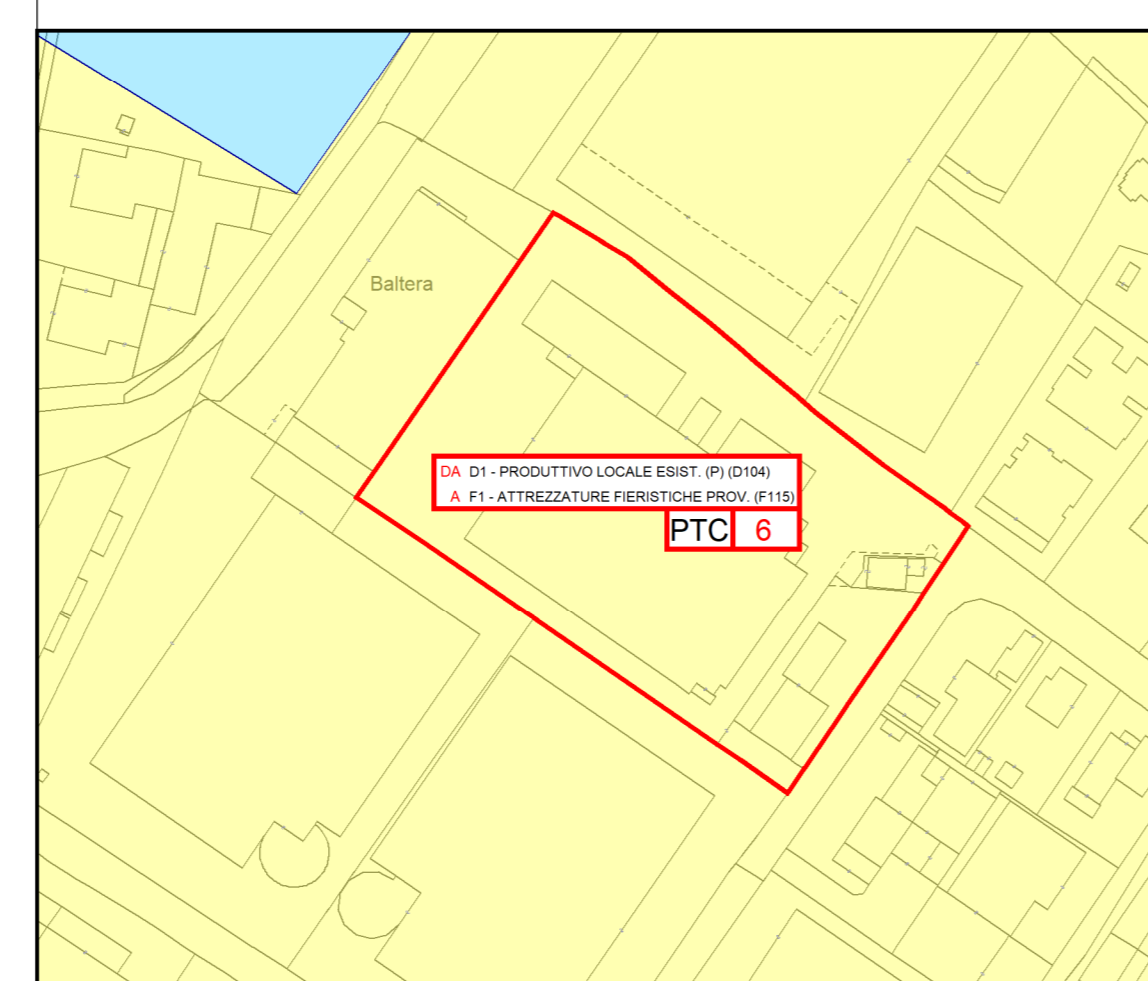 Baltera
DA D1 - PRODUTTIVO LOCALE ESIST. (P) (D104)
A F1 - ATTREZZATURE FIERISTICHE PROV. (F115)
PTC 6